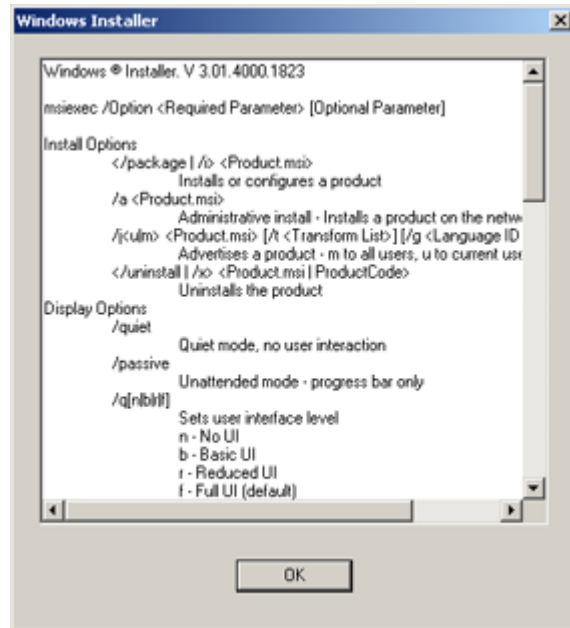 Windows Installer
Windows ® Installer. V 3.01.4000.1823
msiexec /Option <Required Parameter> [Optional Parameter]
Install Options
</package | /i> <Product.msi>
Installs or configures a product
/a <Product.msi>
Administrative install - Installs a product on the netw
/j<u|m> <Product.msi> [/t <Transform List>] [/g <Language ID
Advertises a product - m to all users, u to current use
</uninstall | /x> <Product.msi | ProductCode>
Uninstalls the product
Display Options
/quiet
Quiet mode, no user interaction
/passive
Unattended mode - progress bar only
/q[n|b|r|f]
Sets user interface level
n - No UI
b - Basic UI
r - Reduced UI
f - Full UI (default)
OK